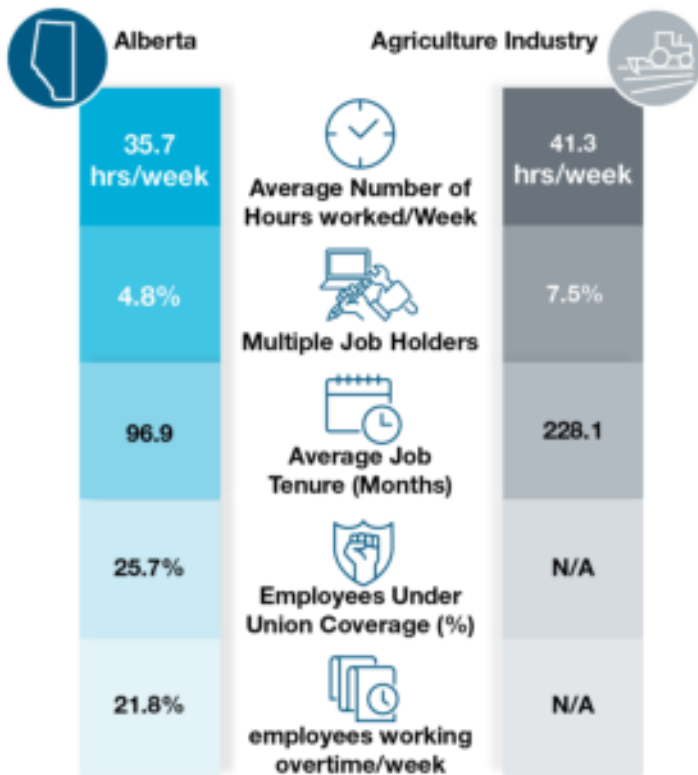 Alberta
Agriculture Industry
35.7
hrs/week
Average Number of
Hours worked/Week
41.3
hrs/week
4.8%
Multiple Job Holders
7.5%
96.9
Average Job
Tenure (Months)
228.1
25.7%
Employees Under
Union Coverage (%)
N/A
21.8%
employees working
overtime/week
N/A